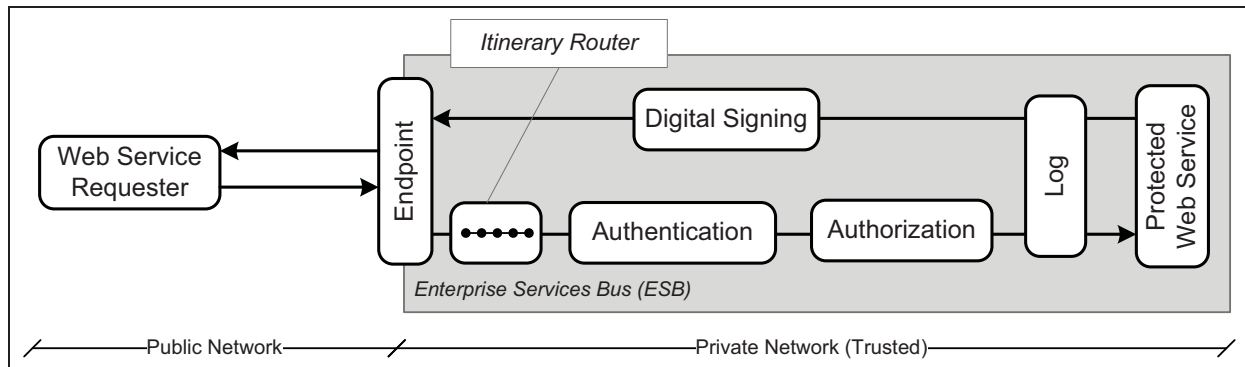 Itinerary Router
Web Service
Requester
Endpoint
Digital Signing
Log
Protected
Web Service
Authentication
Authorization
Enterprise Services Bus (ESB)
Public Network
Private Network (Trusted)